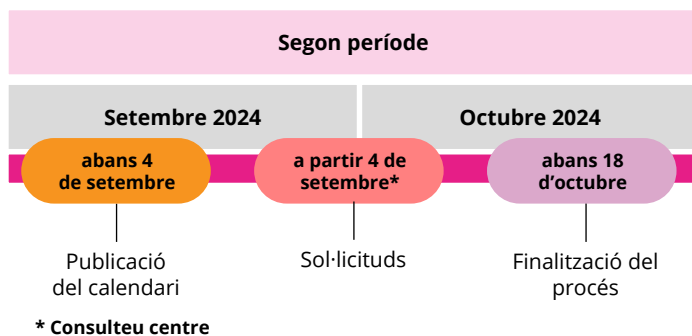 Segon període
Setembre 2024
Octubre 2024
abans 4
de setembre
a partir 4 de
setembre*
abans 18
d'octubre
Publicació
del calendari
Sol·licituds
Finalització del
procés
* Consulteu centre